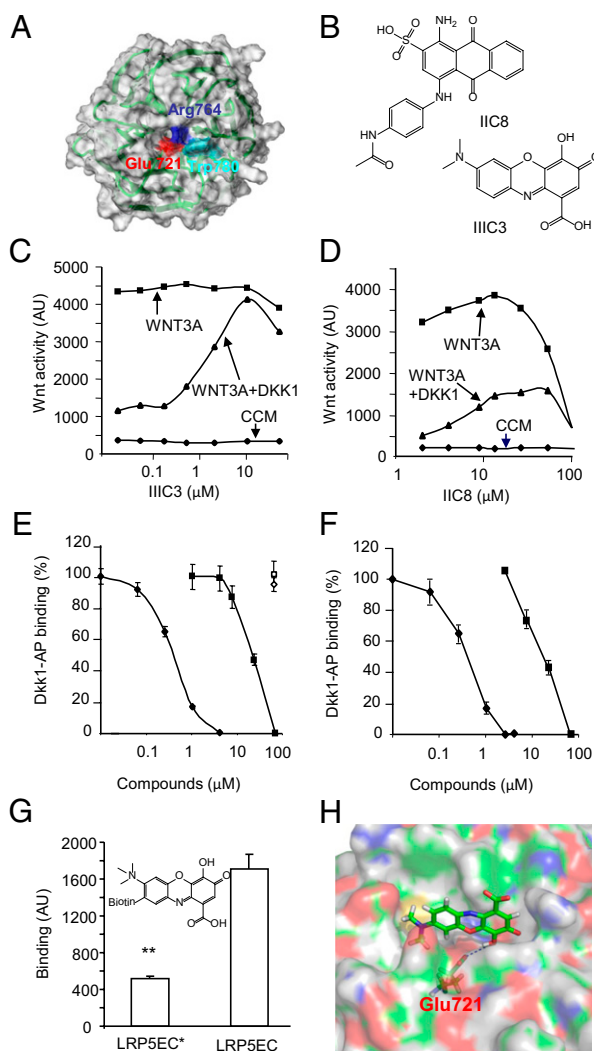 A
Arg764
Glu721
Trp780
B
NH2
O
HO
S
O
O
O
HN
HN
O
IIC8
OH
N
O
O
N
O
OH
IIIC3
C
Wnt activity (AU)
5000
4000
3000
2000
1000
0
WNT3A
WNT3A+DKK1
CCM
0.1
1
10
IIIC3 (μM)
D
Wnt activity (AU)
5000
4000
3000
2000
1000
0
WNT3A
WNT3A
+DKK1
CCM
1
10
100
IIC8 (μM)
E
Dkk1-AP binding (%)
120
100
80
60
40
20
0
0.1
1
10
100
Compounds (μM)
F
Dkk1-AP binding (%)
120
100
80
60
40
20
0
0.1
1
10
100
Compounds (μM)
G
Binding (AU)
2000
1600
1200
800
400
0
OH
N
O
O
Biotin
N
O
OH
**
LRP5EC*
LRP5EC
H
Glu721